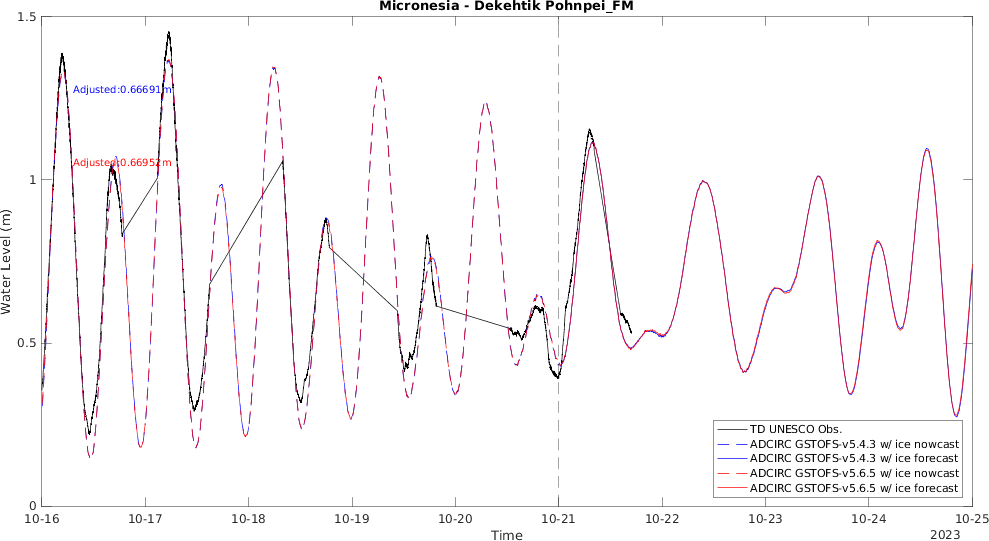 Micronesia - Dekehtik Pohnpei_FM
1.5
1
0.5
0
Water Level (m)
Adjusted:0.66691m
Adjusted:0.66952m
TD UNESCO Obs.
ADCIRC GSTOFS-v5.4.3 w/ ice nowcast
ADCIRC GSTOFS-v5.4.3 w/ ice forecast
ADCIRC GSTOFS-v5.6.5 w/ ice nowcast
ADCIRC GSTOFS-v5.6.5 w/ ice forecast
10-16 10-17 10-18 10-19 10-20 10-21 10-22 10-23 10-24 10-25
Time
2023